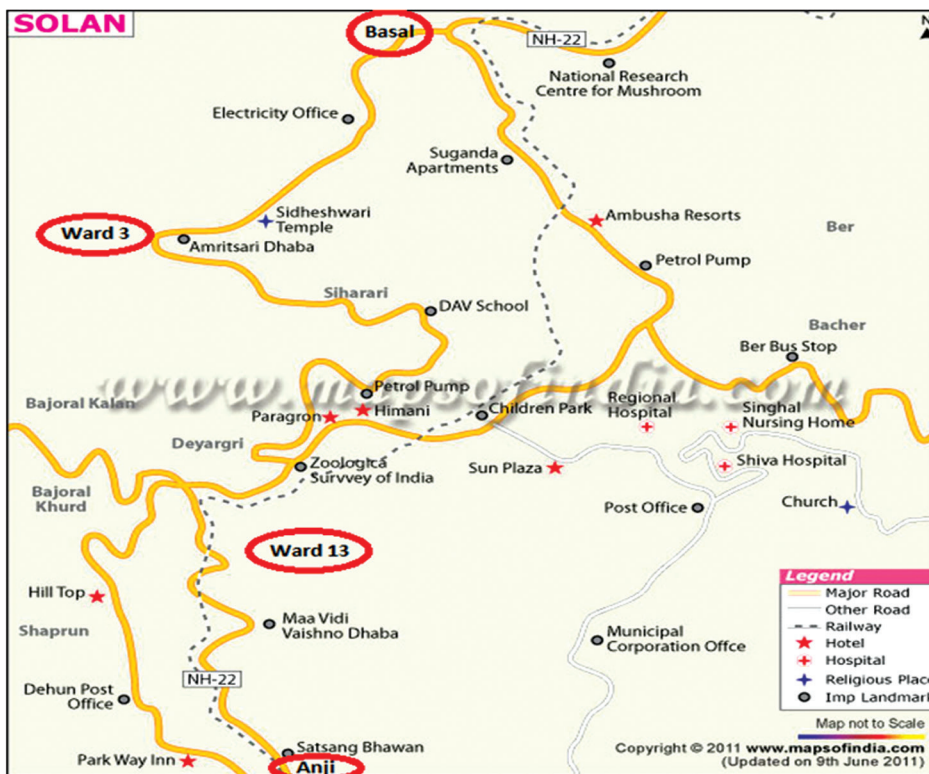 SOLAN
Basal
N
NH-22
National Research
Centre for Mushroom
Electricity Office
Suganda
Apartments
Sidheshwari
Temple
Ambusha Resorts
Ward 3
Amritsari Dhaba
Ber
Petrol Pump
Siharari
DAV School
Bacher
Ber Bus Stop
www.mapsofindia.com
Petrol Pump
Bajoral Kalan
Paragron
Himani
Children Park
Regional
Hospital
Singhal
Nursing Home
Deyargri
Zoologica
Survvey of India
Sun Plaza
Shiva Hospital
Bajoral
Khurd
Post Office
Church
Ward 13
Hill Top
Maa Vidi
Vaishno Dhaba
Shaprun
Municipal
Corporation Offce
NH-22
Dehun Post
Office
Satsang Bhawan
Park Way Inn
Anji
Legend
Major Road
Other Road
Railway
Hotel
Hospital
Religious Place
Imp Landmark
Map not to Scale
Copyright © 2011 www.mapsofindia.com
(Updated on 9th June 2011)